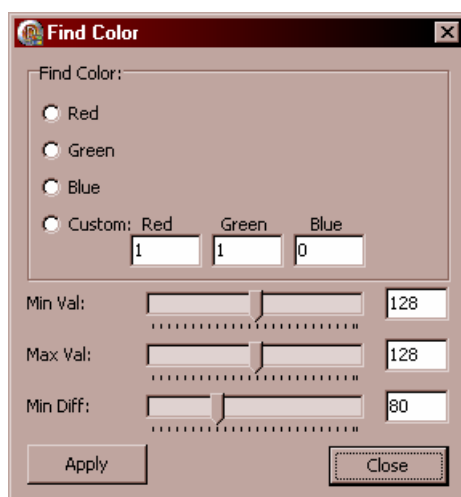 Find Color
Find Color:
Red
Green
Blue
Custom: Red Green Blue
1 1 0
Min Val: 128
Max Val: 128
Min Diff: 80
Apply Close